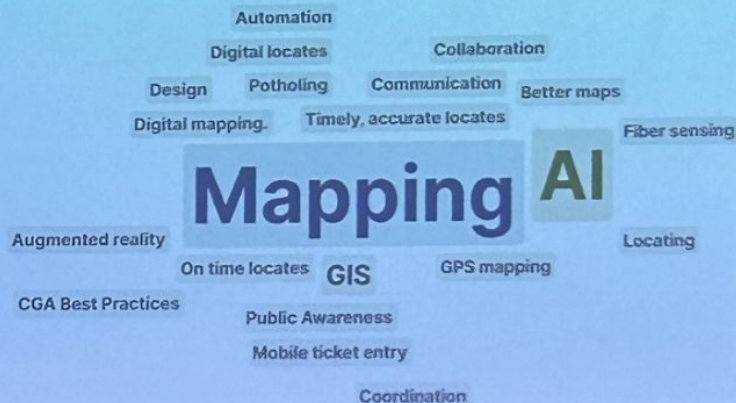 Automation
Digital locates
Collaboration
Design
Potholing
Communication
Better maps
Digital mapping.
Timely, accurate locates
Fiber sensing
Mapping
AI
Augmented reality
Locating
On time locates
GIS
GPS mapping
CGA Best Practices
Public Awareness
Mobile ticket entry
Coordination